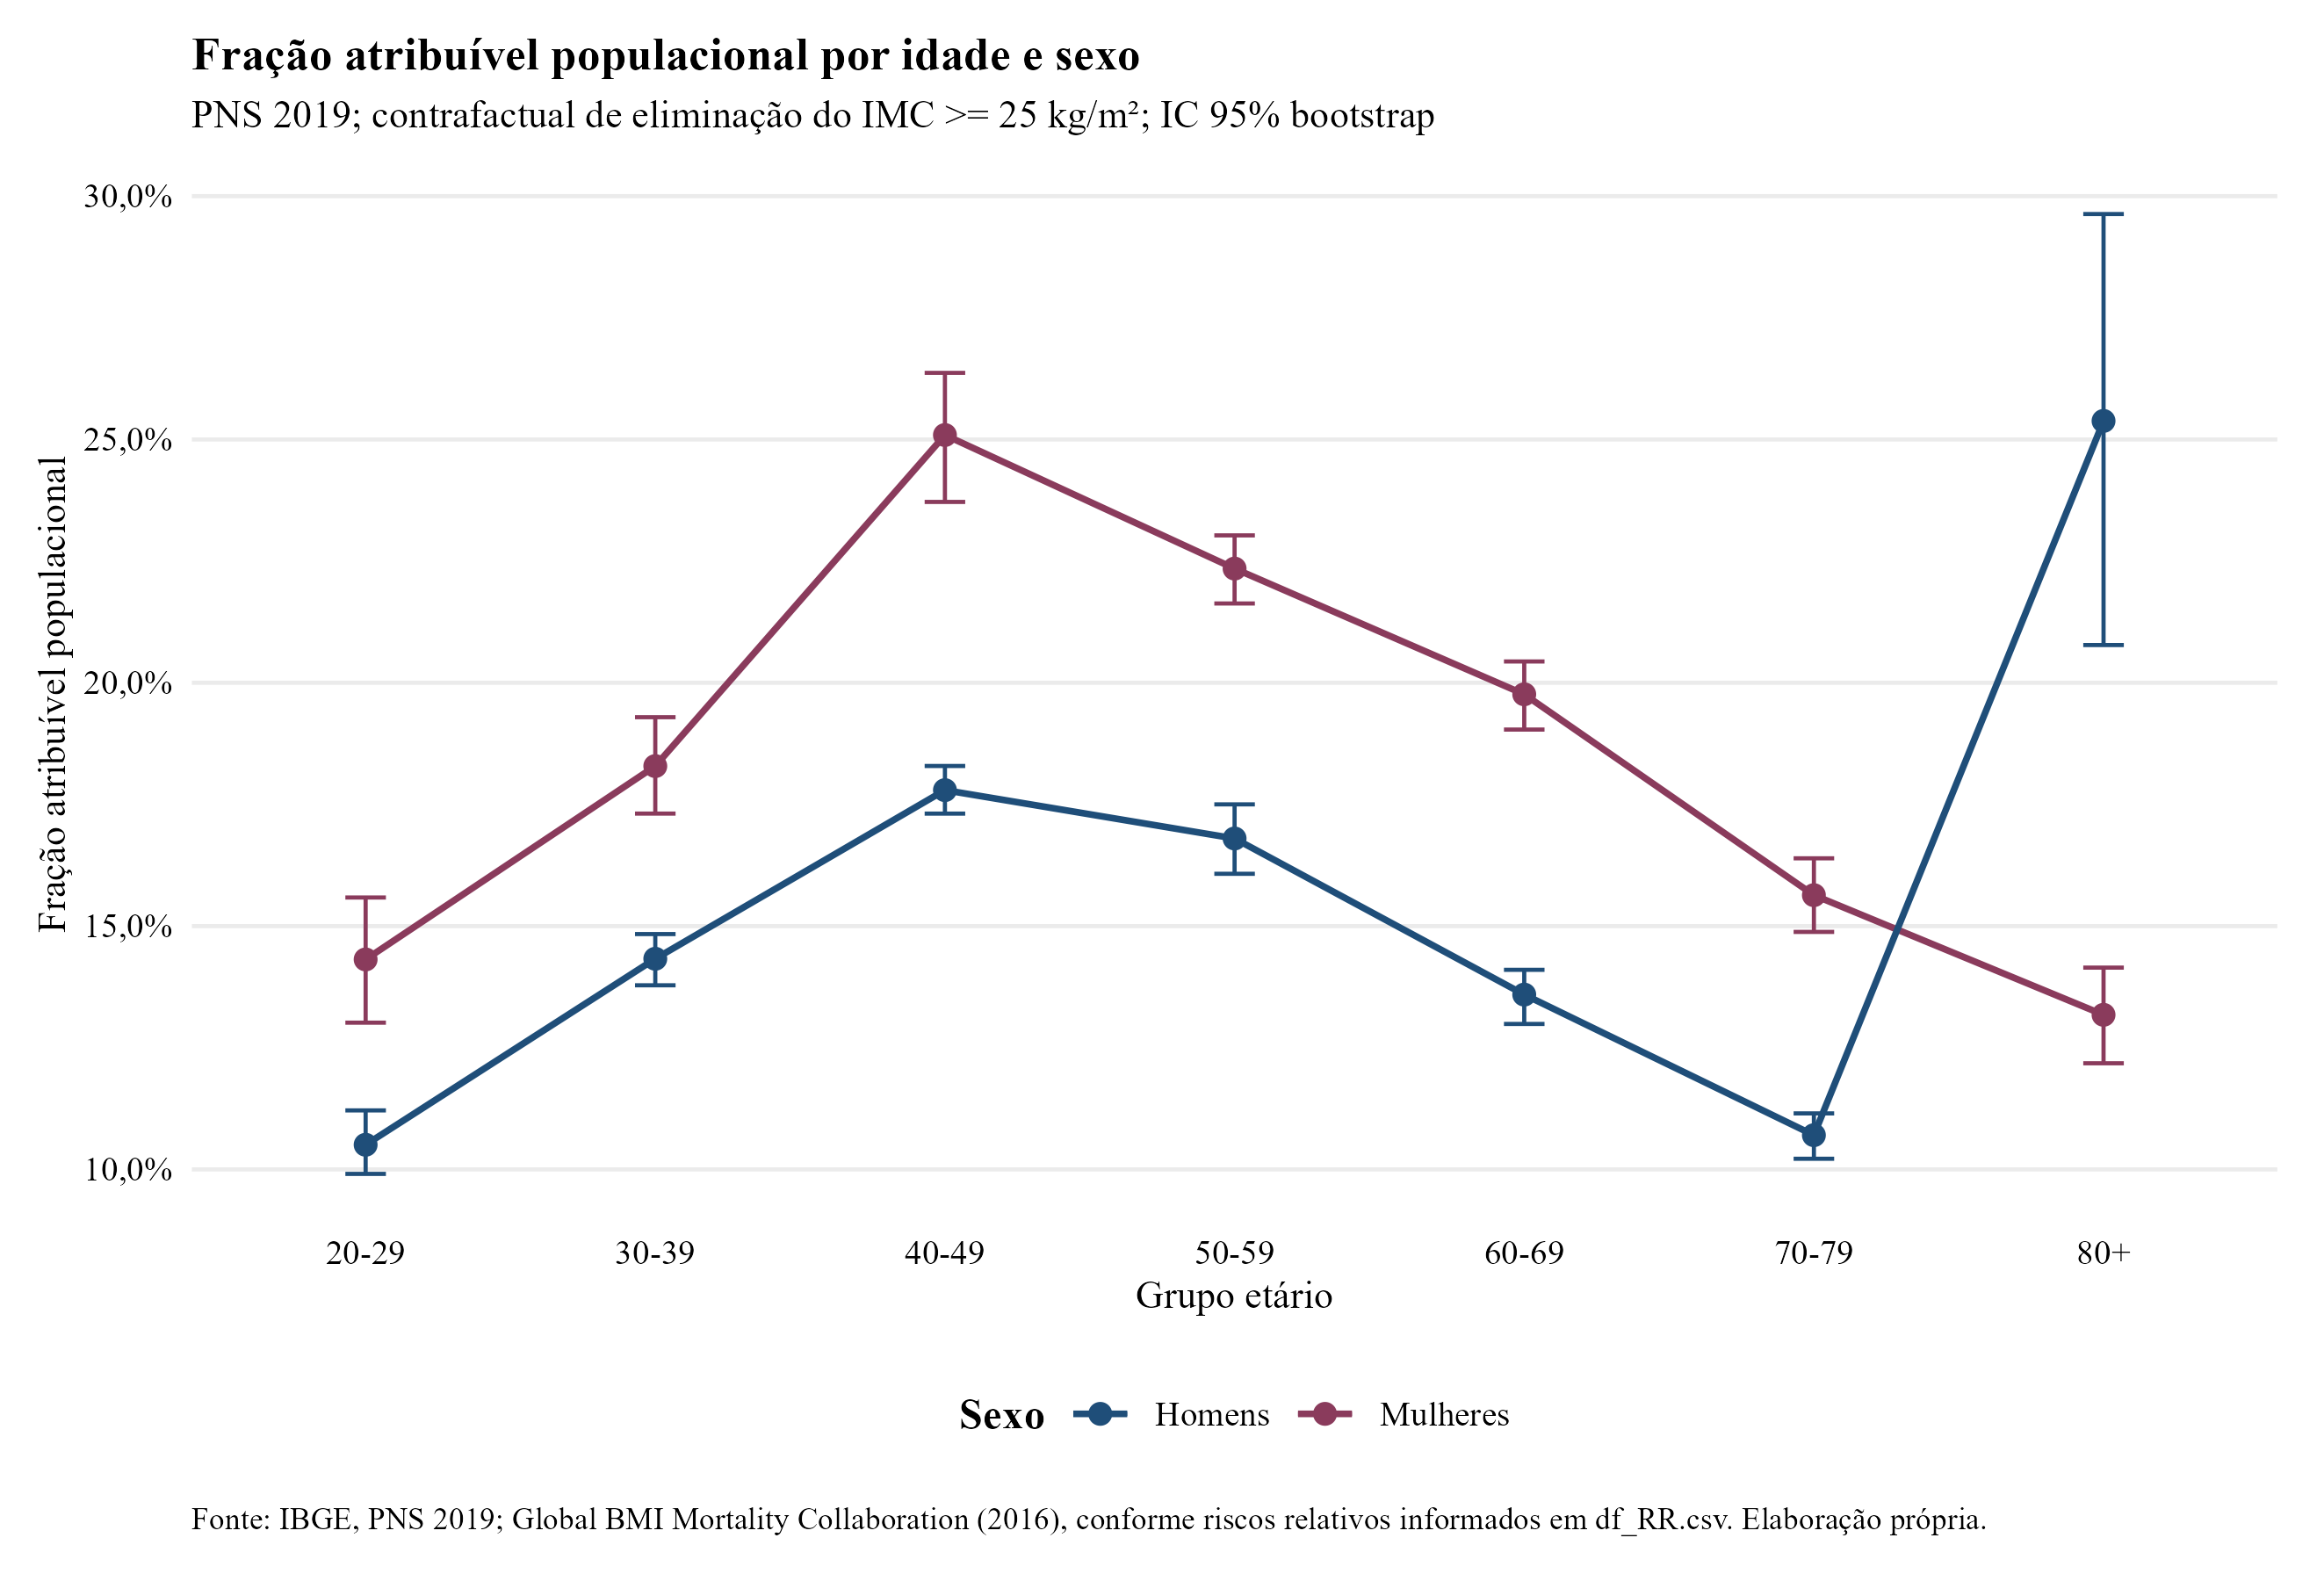 Fração atribuível populacional por idade e sexo
PNS 2019; contrafactual de eliminação do IMC >= 25 kg/m²; IC 95% bootstrap
Fração atribuível populacional
30,0%
25,0%
20,0%
15,0%
10,0%
20-29
30-39
40-49
50-59
60-69
70-79
80+
Grupo etário
Sexo
Homens
Mulheres
Fonte: IBGE, PNS 2019; Global BMI Mortality Collaboration (2016), conforme riscos relativos informados em df_RR.csv. Elaboração própria.